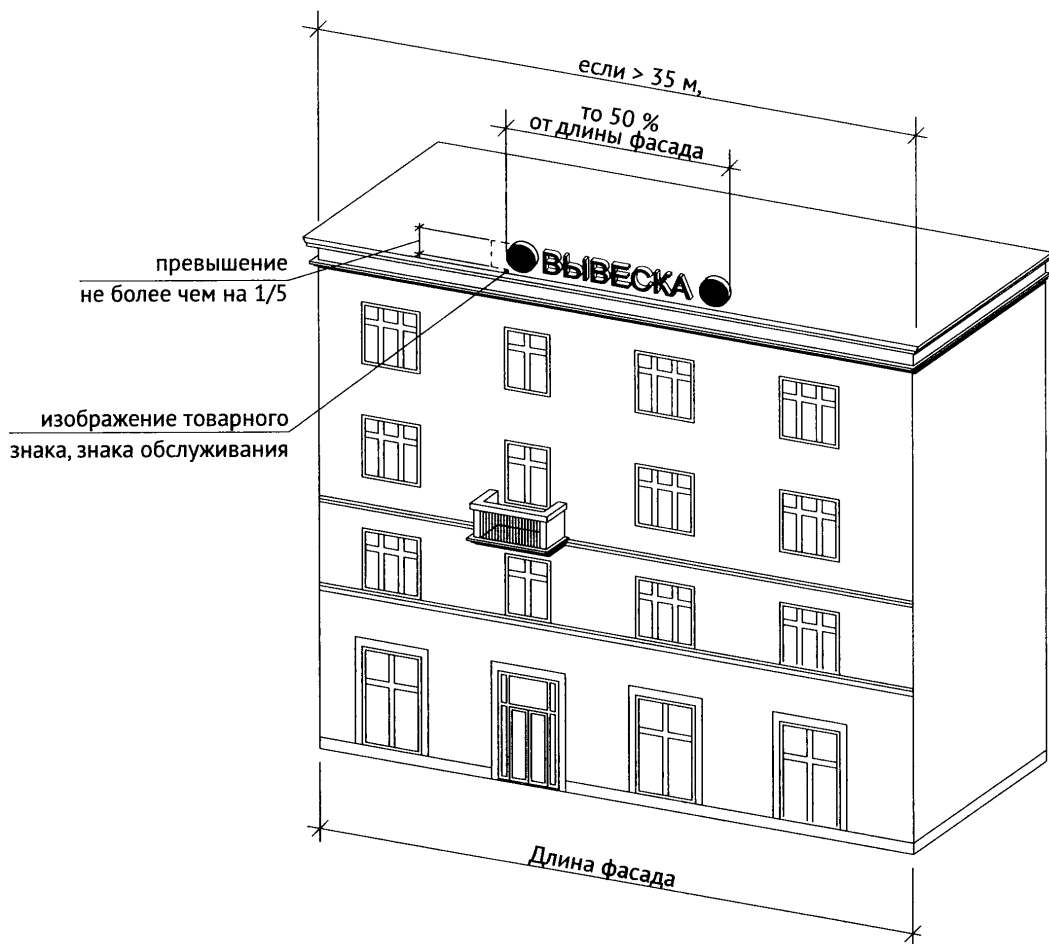 если > 35 м,
то 50 %
от длины фасада
превышение
не более чем на 1/5
ВЫВЕСКА
изображение товарного
знака, знака обслуживания
Длина фасада